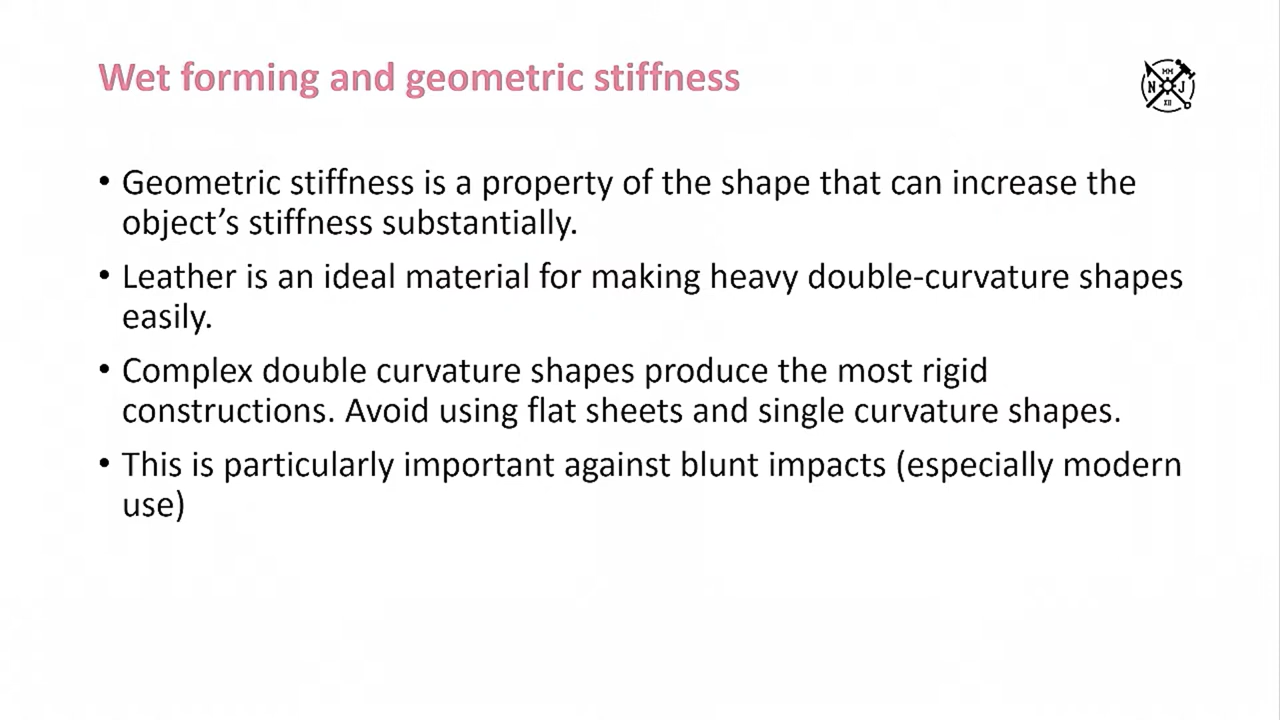 Wet forming and geometric stiffness
MM
N J
XII
• Geometric stiffness is a property of the shape that can increase the
object’s stiffness substantially.
• Leather is an ideal material for making heavy double-curvature shapes
easily.
• Complex double curvature shapes produce the most rigid
constructions. Avoid using flat sheets and single curvature shapes.
• This is particularly important against blunt impacts (especially modern
use)